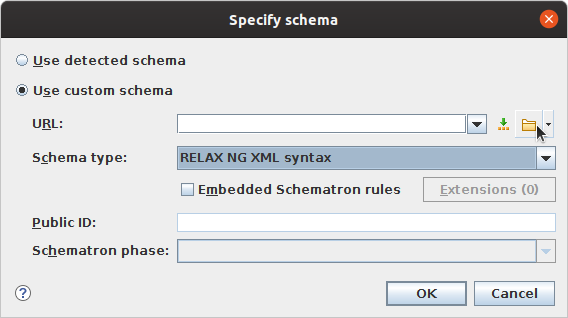 Specify schema
Use detected schema
Use custom schema
URL:
Schema type: RELAX NG XML syntax
Embedded Schematron rules Extensions (0)
Public ID:
Schematron phase:
? OK Cancel